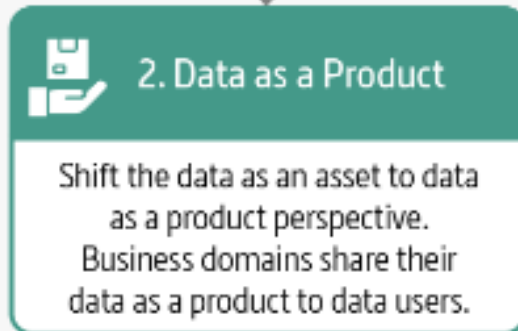 2. Data as a Product
Shift the data as an asset to data
as a product perspective.
Business domains share their
data as a product to data users.